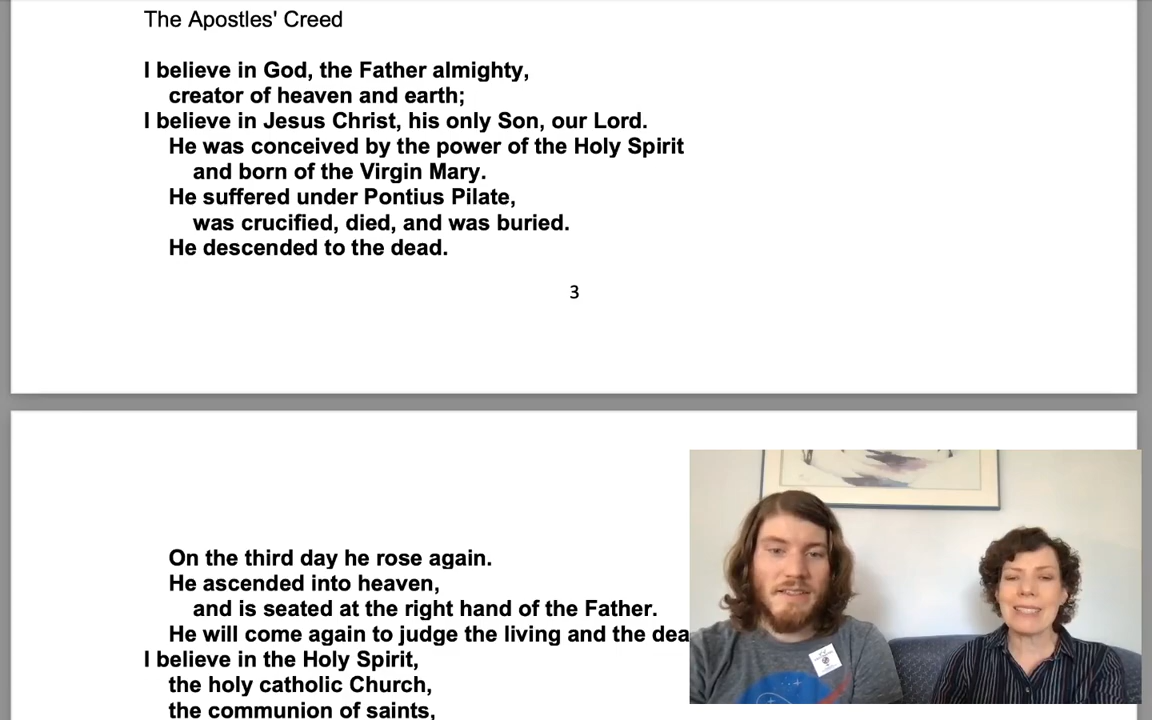 The Apostles' Creed
I believe in God, the Father almighty,
creator of heaven and earth;
I believe in Jesus Christ, his only Son, our Lord.
He was conceived by the power of the Holy Spirit
and born of the Virgin Mary.
He suffered under Pontius Pilate,
was crucified, died, and was buried.
He descended to the dead.
3
On the third day he rose again.
He ascended into heaven,
and is seated at the right hand of the Father.
He will come again to judge the living and the dea
I believe in the Holy Spirit,
the holy catholic Church,
the communion of saints,